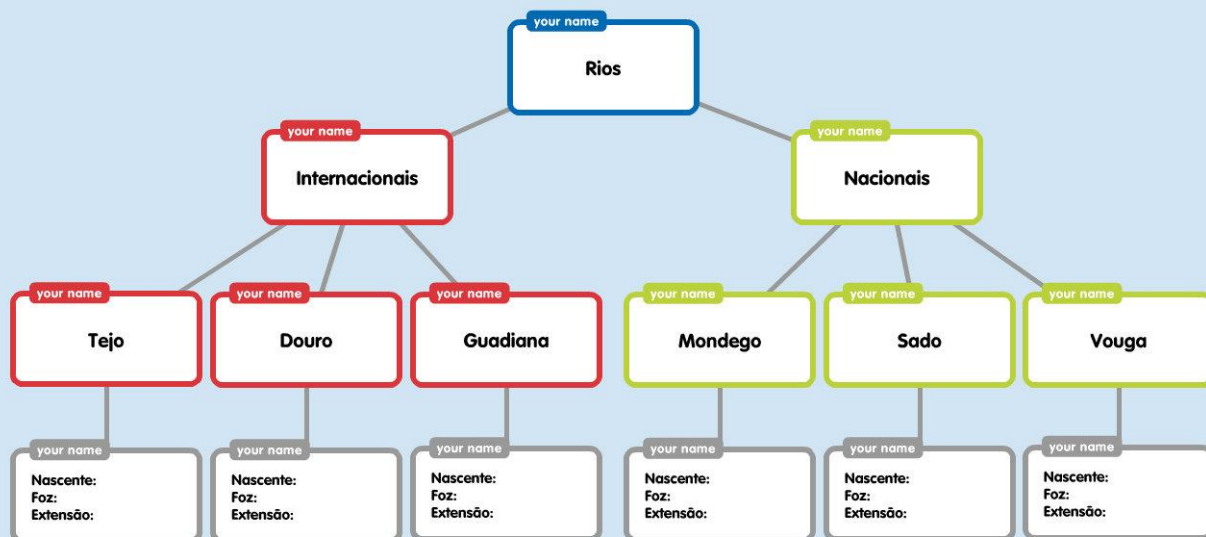 your name
Rios
your name
Internacionais
your name
Nacionais
your name
Tejo
your name
Douro
your name
Guadiana
your name
Mondego
your name
Sado
your name
Vouga
your name
Nascente:
Foz:
Extensão:
your name
Nascente:
Foz:
Extensão:
your name
Nascente:
Foz:
Extensão:
your name
Nascente:
Foz:
Extensão:
your name
Nascente:
Foz:
Extensão:
your name
Nascente:
Foz:
Extensão: